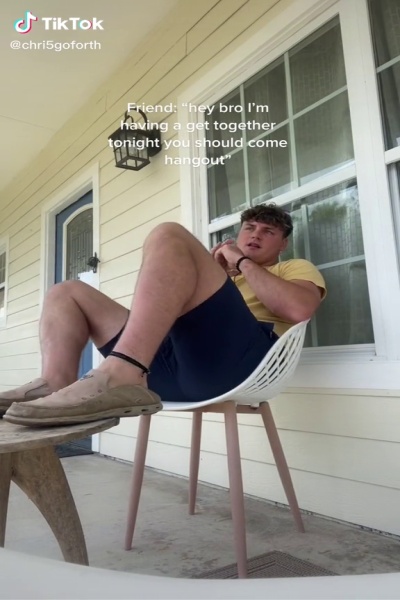 TikTok
@chri5goforth
Friend: “hey bro I’m
having a get together
tonight you should come
hangout”